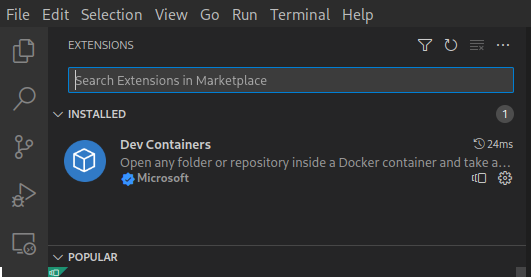 File Edit Selection View Go Run Terminal Help
EXTENSIONS
Search Extensions in Marketplace
INSTALLED 1
Dev Containers 24ms
Open any folder or repository inside a Docker container and take a...
Microsoft
POPULAR